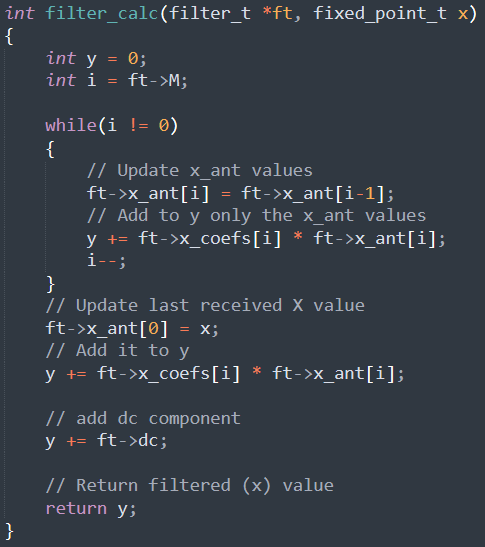 int filter_calc(filter_t *ft, fixed_point_t x)
{
    int y = 0;
    int i = ft->M;

    while(i != 0)
    {
        // Update x_ant values
        ft->x_ant[i] = ft->x_ant[i-1];
        // Add to y only the x_ant values
        y += ft->x_coefs[i] * ft->x_ant[i];
        i--;
    }
    // Update last received X value
    ft->x_ant[0] = x;
    // Add it to y
    y += ft->x_coefs[i] * ft->x_ant[i];

    // add dc component
    y += ft->dc;

    // Return filtered (x) value
    return y;
}